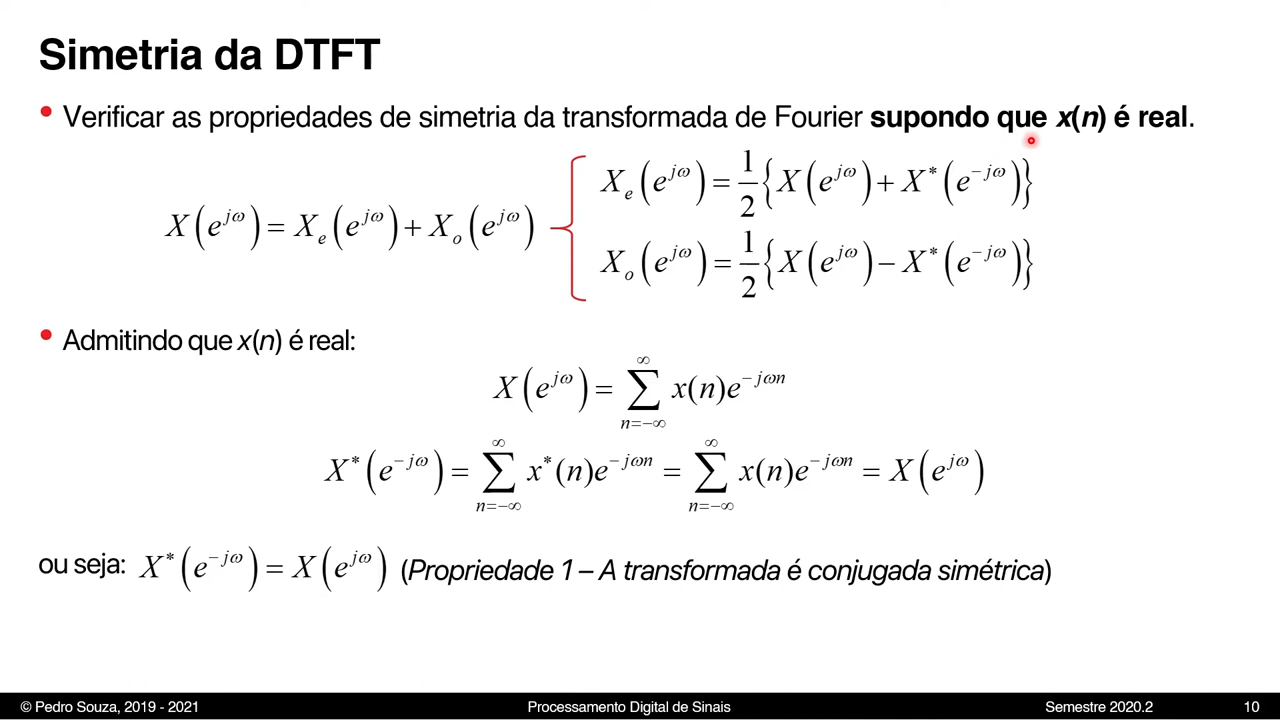 Simetria da DTFT
• Verificar as propriedades de simetria da transformada de Fourier supondo que x(n) é real.
X(e^{jω}) = X_e(e^{jω}) + X_o(e^{jω})
X_e(e^{jω}) = 1/2 {X(e^{jω}) + X*(e^{-jω})}
X_o(e^{jω}) = 1/2 {X(e^{jω}) − X*(e^{-jω})}
• Admitindo que x(n) é real:
X(e^{jω}) = ∑_{n=-∞}^{∞} x(n)e^{-jωn}
X*(e^{-jω}) = ∑_{n=-∞}^{∞} x*(n)e^{-jωn} = ∑_{n=-∞}^{∞} x(n)e^{-jωn} = X(e^{jω})
ou seja: X*(e^{-jω}) = X(e^{jω}) (Propriedade 1 – A transformada é conjugada simétrica)
© Pedro Souza, 2019 - 2021 Processamento Digital de Sinais Semestre 2020.2 10